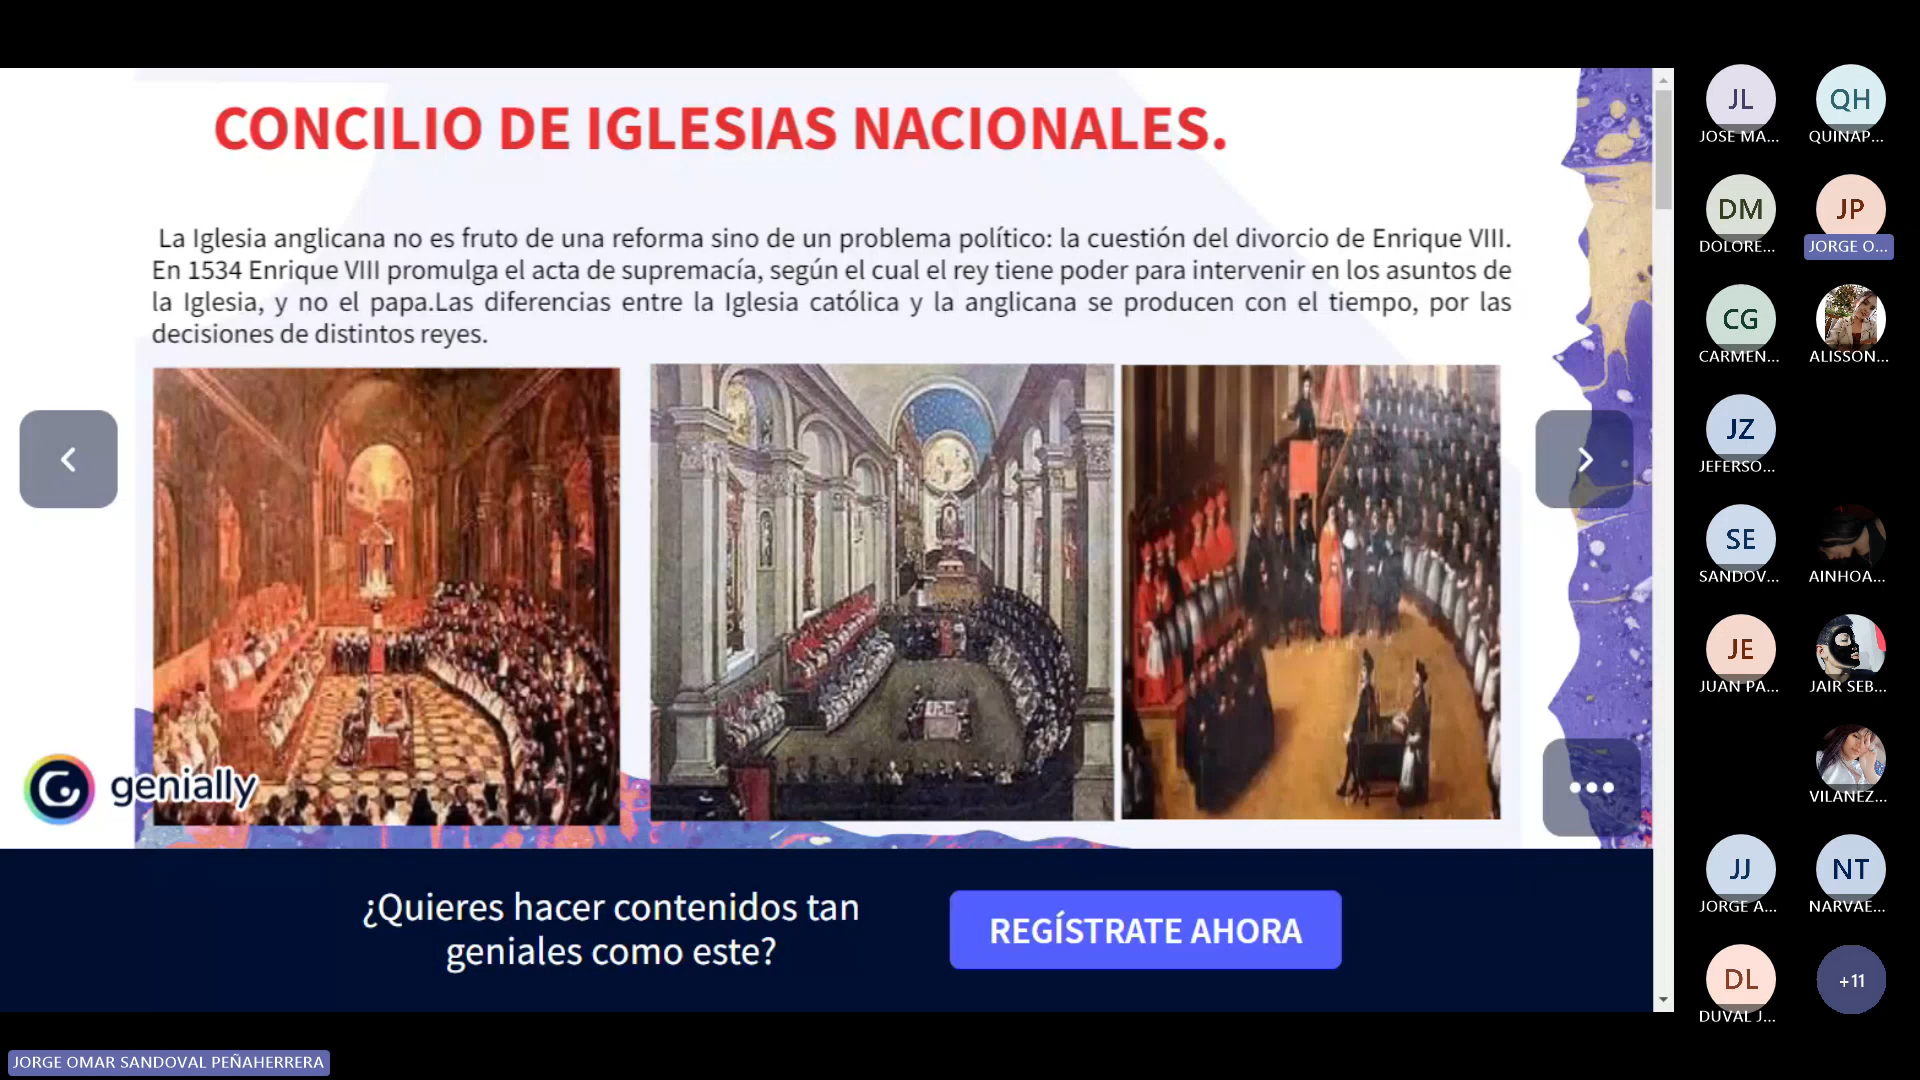 CONCILIO DE IGLESIAS NACIONALES.
La Iglesia anglicana no es fruto de una reforma sino de un problema político: la cuestión del divorcio de Enrique VIII.
En 1534 Enrique VIII promulga el acta de supremacía, según el cual el rey tiene poder para intervenir en los asuntos de
la Iglesia, y no el papa.Las diferencias entre la Iglesia católica y la anglicana se producen con el tiempo, por las
decisiones de distintos reyes.
genially
¿Quieres hacer contenidos tan
geniales como este?
REGÍSTRATE AHORA
JL
JOSE MA...
QH
QUINAP...
DM
DOLORE...
JP
JORGE O...
CG
CARMEN...
ALISSON...
JZ
JEFERSO...
SE
SANDOV...
AINHOA...
JE
JUAN PA...
JAIR SEB...
VILAÑEZ...
JJ
JORGE A...
NT
NARVAE...
DL
DUVAL J...
+11
JORGE OMAR SANDOVAL PEÑAHERRERA